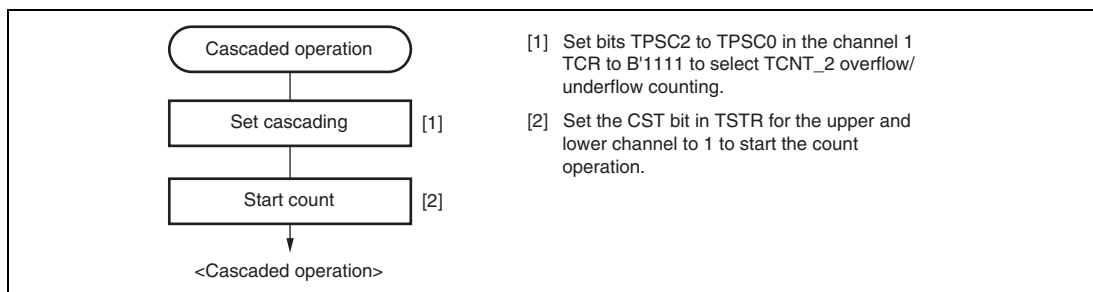 Cascaded operation
Set cascading
[1]
Start count
[2]
<Cascaded operation>
[1] Set bits TPSC2 to TPSC0 in the channel 1
TCR to B'1111 to select TCNT_2 overflow/
underflow counting.
[2] Set the CST bit in TSTR for the upper and
lower channel to 1 to start the count
operation.